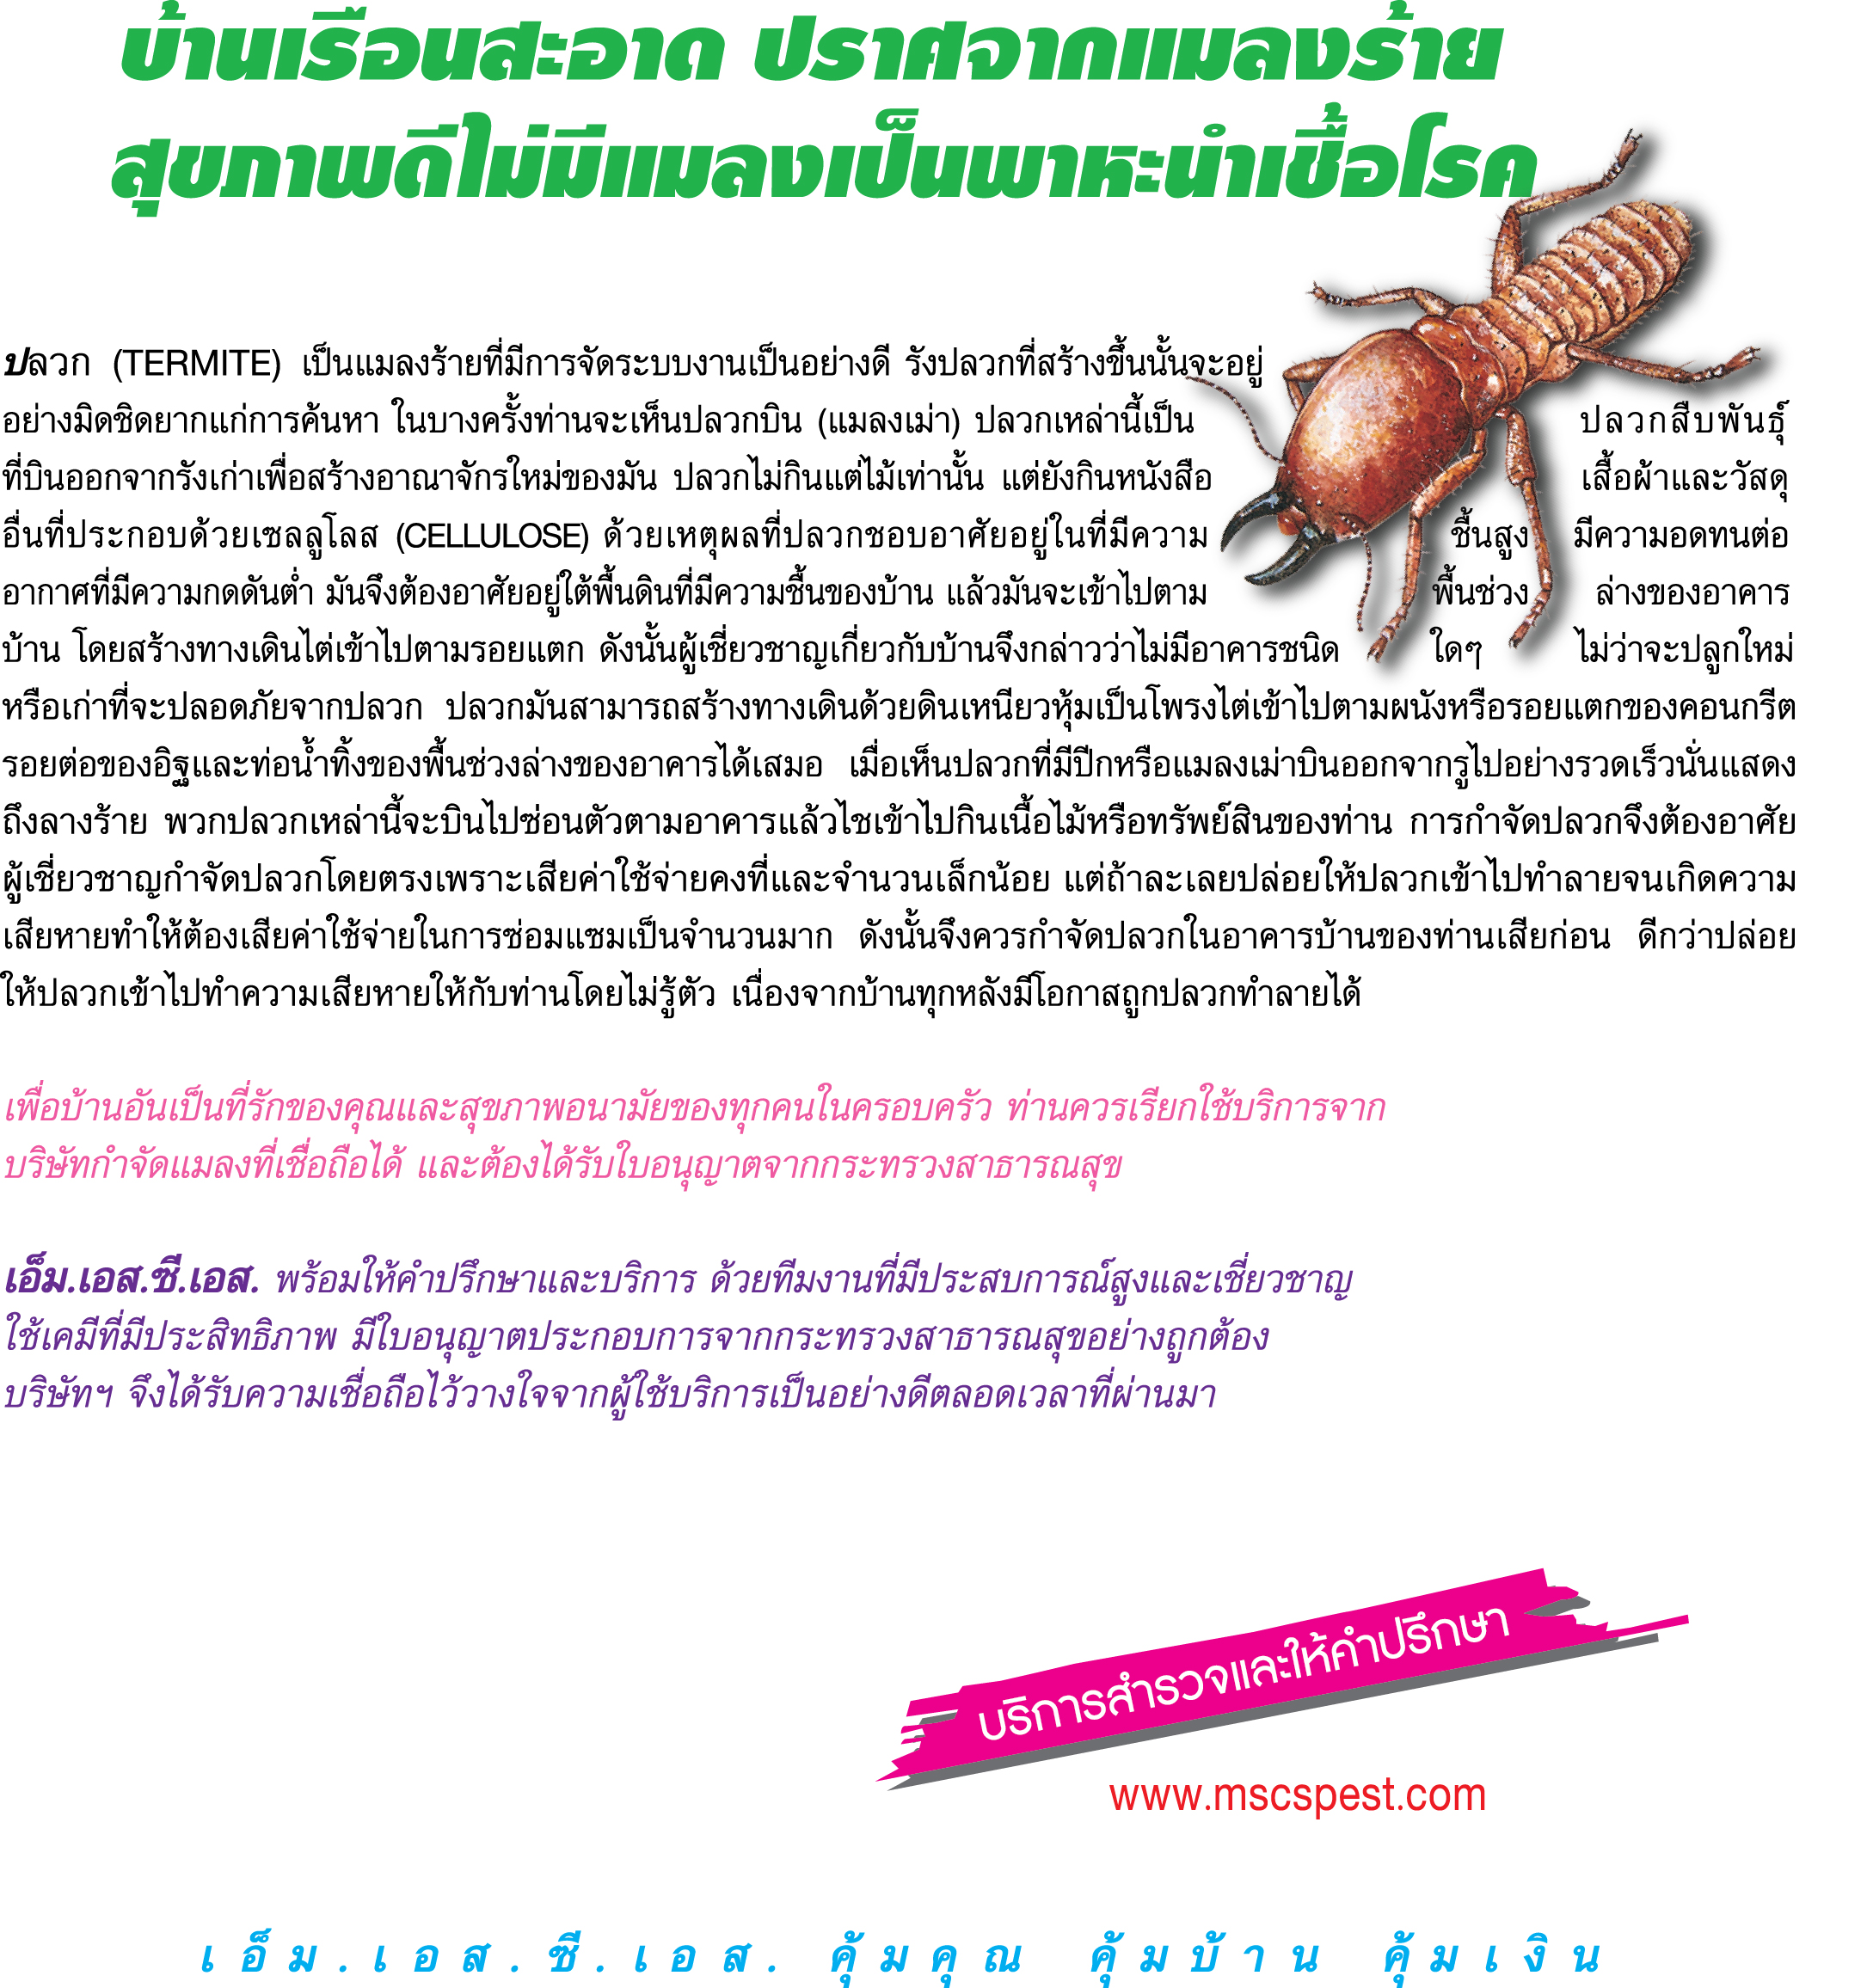 บ้านเรือนสะอาด ปราศจากแมลงร้าย
สุขภาพดีไม่มีแมลงเป็นพาหะนำเชื้อโรค
ปลวก (TERMITE) เป็นแมลงร้ายที่มีการจัดระบบงานเป็นอย่างดี รังปลวกที่สร้างขึ้นนั้นจะอยู่
อย่างมิดชิดยากแก่การค้นหา ในบางครั้งท่านจะเห็นปลวกบิน (แมลงเม่า) ปลวกเหล่านี้เป็น ปลวกสืบพันธุ์
ที่บินออกจากรังเก่าเพื่อสร้างอาณาจักรใหม่ของมัน ปลวกไม่กินแต่ไม้เท่านั้น แต่ยังกินหนังสือ เสื้อผ้าและวัสดุ
อื่นที่ประกอบด้วยเซลลูโลส (CELLULOSE) ด้วยเหตุผลที่ปลวกชอบอาศัยอยู่ในที่มีความ ชื้นสูง มีความอดทนต่อ
อากาศที่มีความกดดันต่ำ มันจึงต้องอาศัยอยู่ใต้พื้นดินที่มีความชื้นของบ้าน แล้วมันจะเข้าไปตาม พื้นช่วง ล่างของอาคาร
บ้าน โดยสร้างทางเดินไต่เข้าไปตามรอยแตก ดังนั้นผู้เชี่ยวชาญเกี่ยวกับบ้านจึงกล่าวว่าไม่มีอาคารชนิด ใดๆ ไม่ว่าจะปลูกใหม่
หรือเก่าที่จะปลอดภัยจากปลวก ปลวกมันสามารถสร้างทางเดินด้วยดินเหนียวหุ้มเป็นโพรงไต่เข้าไปตามผนังหรือรอยแตกของคอนกรีต
รอยต่อของอิฐและท่อน้ำทิ้งของพื้นช่วงล่างของอาคารได้เสมอ เมื่อเห็นปลวกที่มีปีกหรือแมลงเม่าบินออกจากรูไปอย่างรวดเร็วนั่นแสดง
ถึงลางร้าย พวกปลวกเหล่านี้จะบินไปซ่อนตัวตามอาคารแล้วไชเข้าไปกินเนื้อไม้หรือทรัพย์สินของท่าน การกำจัดปลวกจึงต้องอาศัย
ผู้เชี่ยวชาญกำจัดปลวกโดยตรงเพราะเสียค่าใช้จ่ายคงที่และจำนวนเล็กน้อย แต่ถ้าละเลยปล่อยให้ปลวกเข้าไปทำลายจนเกิดความ
เสียหายทำให้ต้องเสียค่าใช้จ่ายในการซ่อมแซมเป็นจำนวนมาก ดังนั้นจึงควรกำจัดปลวกในอาคารบ้านของท่านเสียก่อน ดีกว่าปล่อย
ให้ปลวกเข้าไปทำความเสียหายให้กับท่านโดยไม่รู้ตัว เนื่องจากบ้านทุกหลังมีโอกาสถูกปลวกทำลายได้
เพื่อบ้านอันเป็นที่รักของคุณและสุขภาพอนามัยของทุกคนในครอบครัว ท่านควรเรียกใช้บริการจาก
บริษัทกำจัดแมลงที่เชื่อถือได้ และต้องได้รับใบอนุญาตจากกระทรวงสาธารณสุข
เอ็ม.เอส.ซี.เอส. พร้อมให้คำปรึกษาและบริการ ด้วยทีมงานที่มีประสบการณ์สูงและเชี่ยวชาญ
ใช้เคมีที่มีประสิทธิภาพ มีใบอนุญาตประกอบการจากกระทรวงสาธารณสุขอย่างถูกต้อง
บริษัทฯ จึงได้รับความเชื่อถือไว้วางใจจากผู้ใช้บริการเป็นอย่างดีตลอดเวลาที่ผ่านมา
บริการสำรวจและให้คำปรึกษา
www.mscspest.com
เอ็ม.เอส.ซี.เอส. คุ้มคุณ คุ้มบ้าน คุ้มเงิน